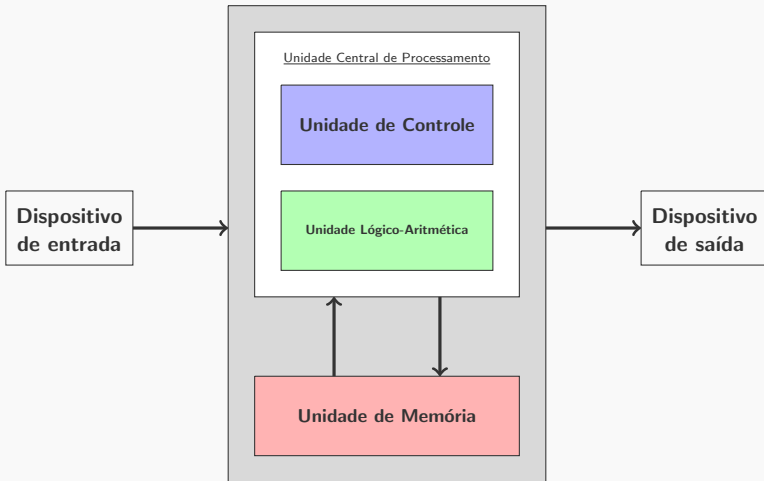 Unidade Central de Processamento
Unidade de Controle
Dispositivo
de entrada
Unidade Lógico-Aritmética
Dispositivo
de saída
Unidade de Memória